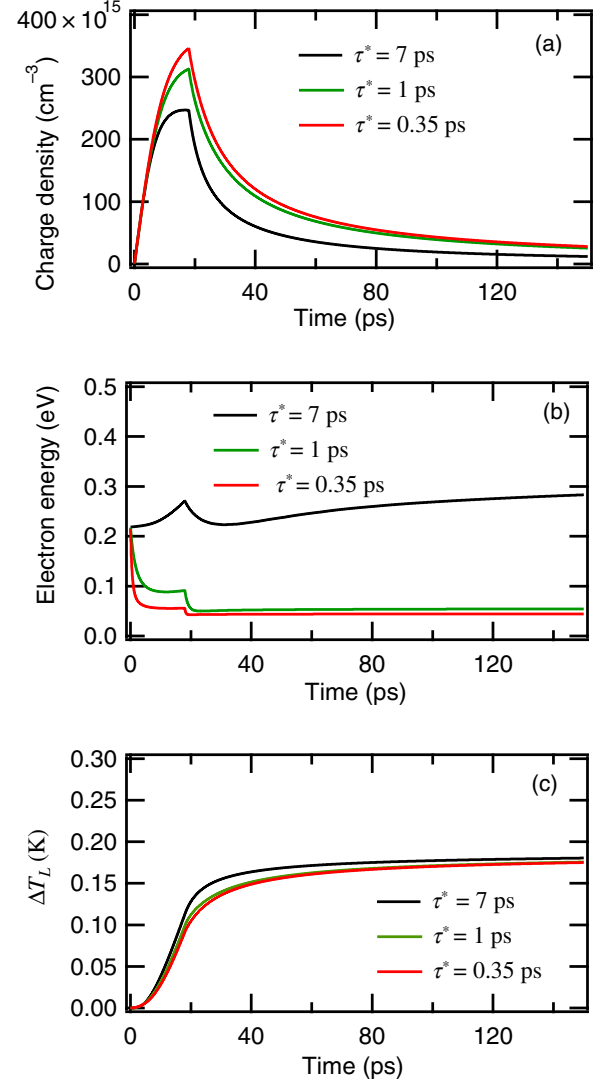 400 × 10¹⁵
(a)
τ* = 7 ps
τ* = 1 ps
τ* = 0.35 ps
300
200
100
0
Charge density (cm⁻³)
0 40 80 120
Time (ps)
(b)
τ* = 7 ps
τ* = 1 ps
τ* = 0.35 ps
0.5
0.4
0.3
0.2
0.1
0.0
Electron energy (eV)
0 40 80 120
Time (ps)
(c)
0.30
0.25
0.20
0.15
0.10
0.05
0.00
ΔT_L (K)
τ* = 7 ps
τ* = 1 ps
τ* = 0.35 ps
0 40 80 120
Time (ps)